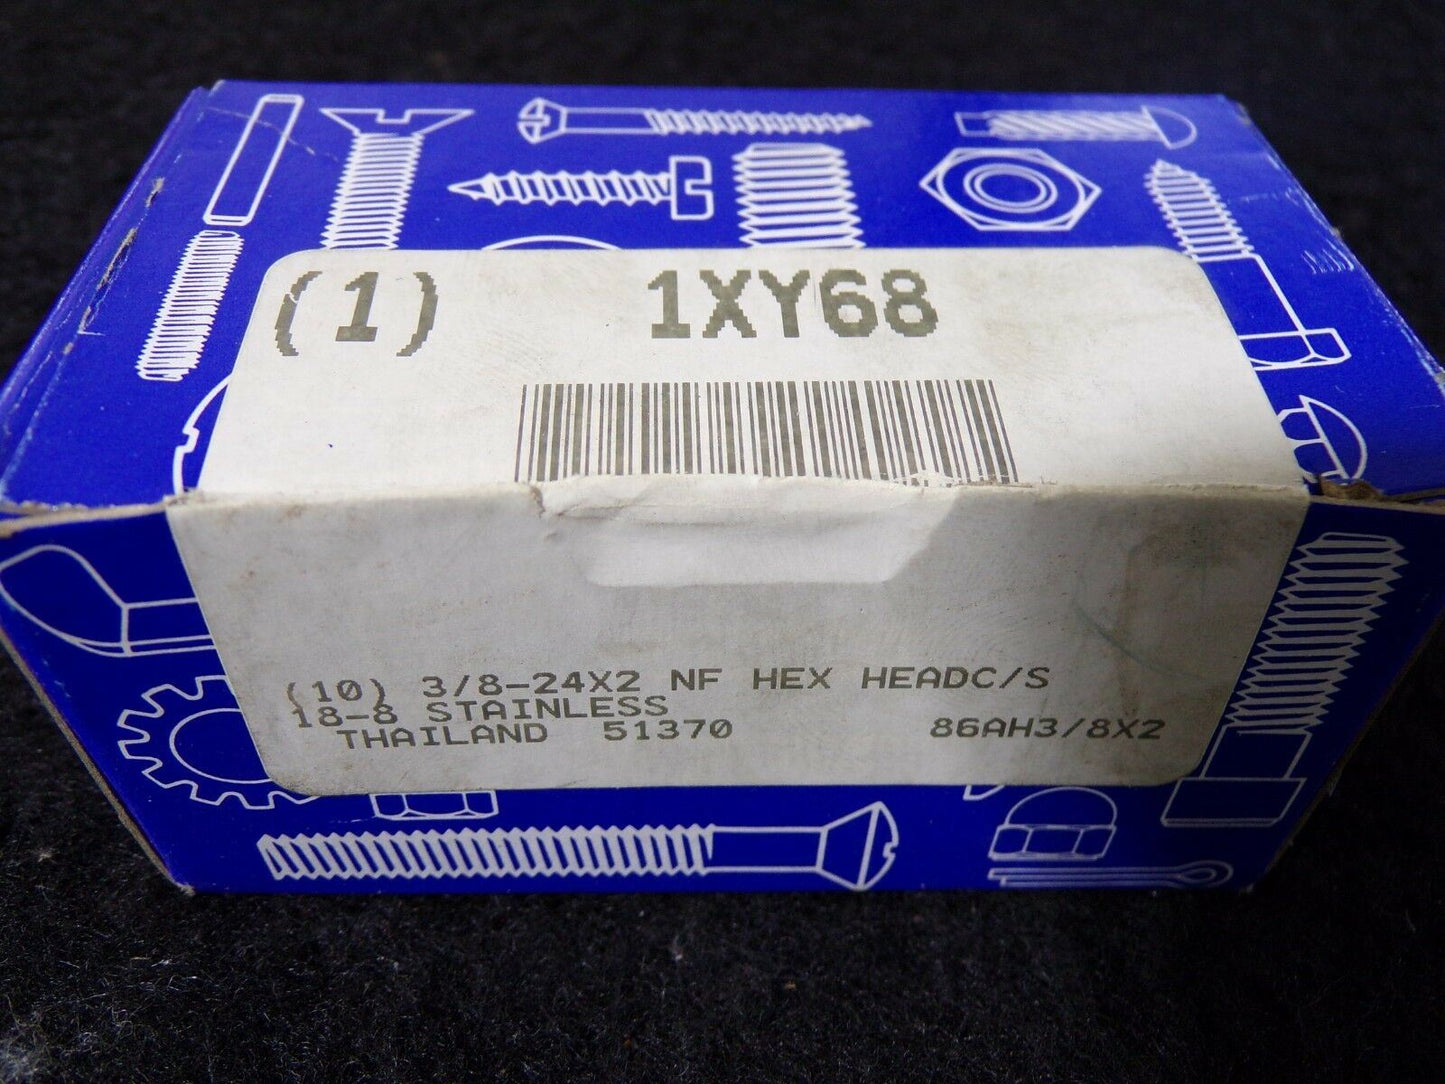 (1) 1XY68
(10) 3/8-24X2 NF HEX HEADC/S
18-8 STAINLESS
THAILAND 51370 86AH3/8X2